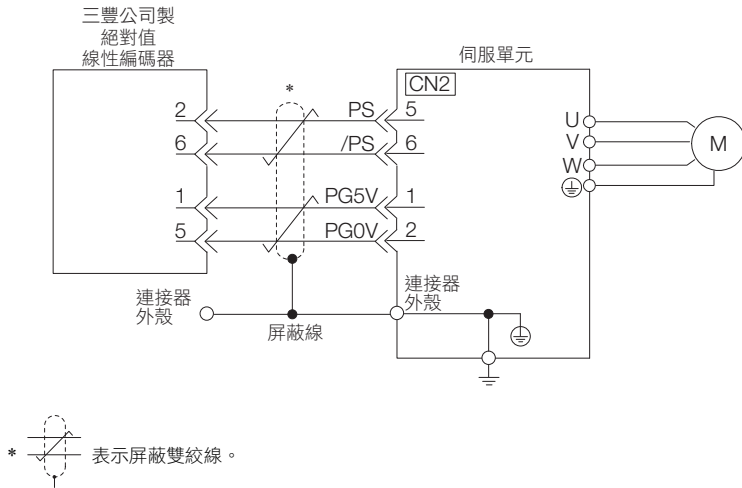 三豐公司製
絕對值
線性編碼器
伺服單元
*
CN2
2 PS 5
6 /PS 6
1 PG5V 1
5 PG0V 2
U
V
W
M
連接器
外殼
屏蔽線
連接器
外殼
* 表示屏蔽雙絞線。